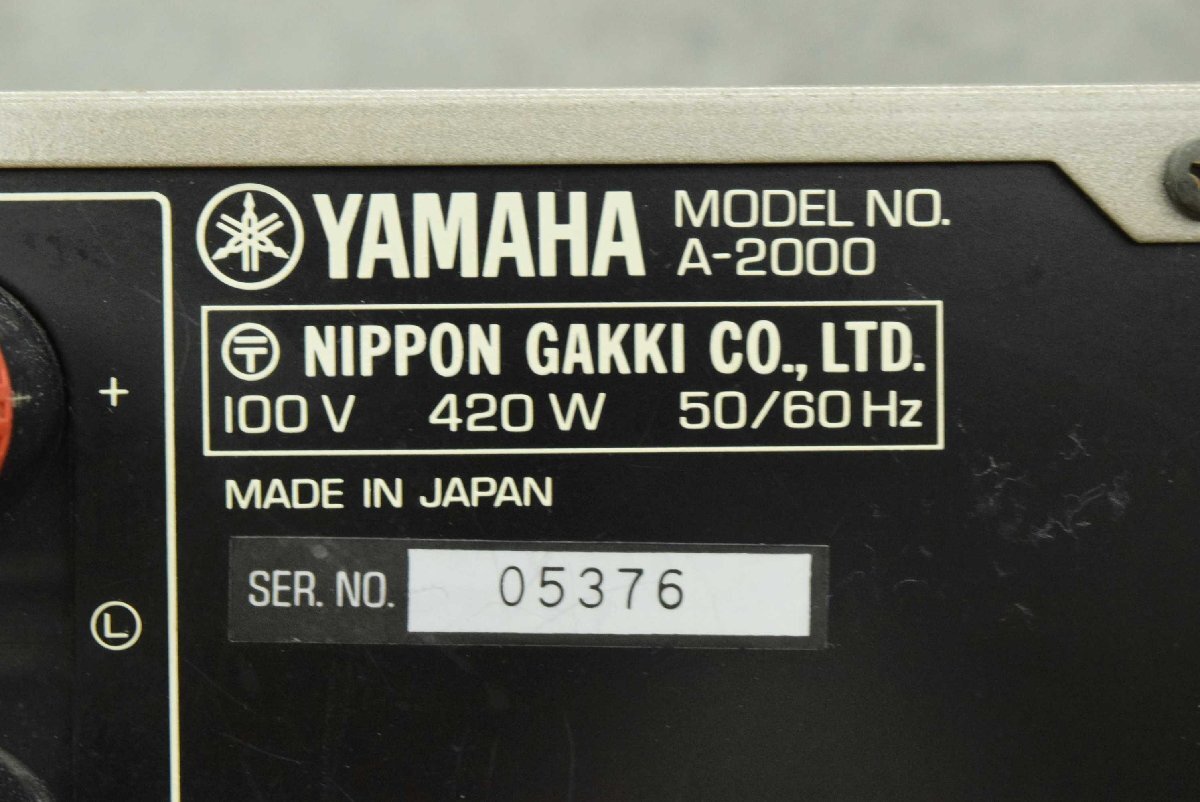 YAMAHA MODEL NO.
A-2000
〒 NIPPON GAKKI CO., LTD.
100 V 420 W 50/60 Hz
+
MADE IN JAPAN
SER. NO. 05376
L